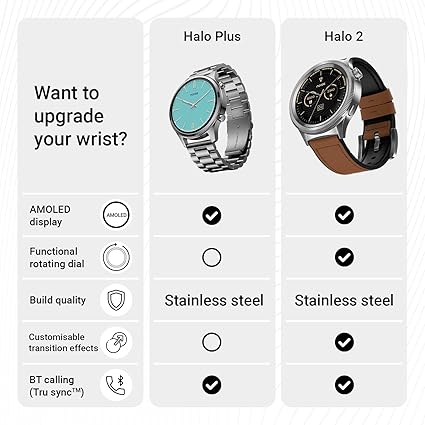 Halo Plus
Halo 2
Want to
upgrade
your wrist?
AMOLED
display
AMOLED
Functional
rotating dial
Build quality
Stainless steel
Stainless steel
Customisable
transition effects
BT calling
(Tru sync™)